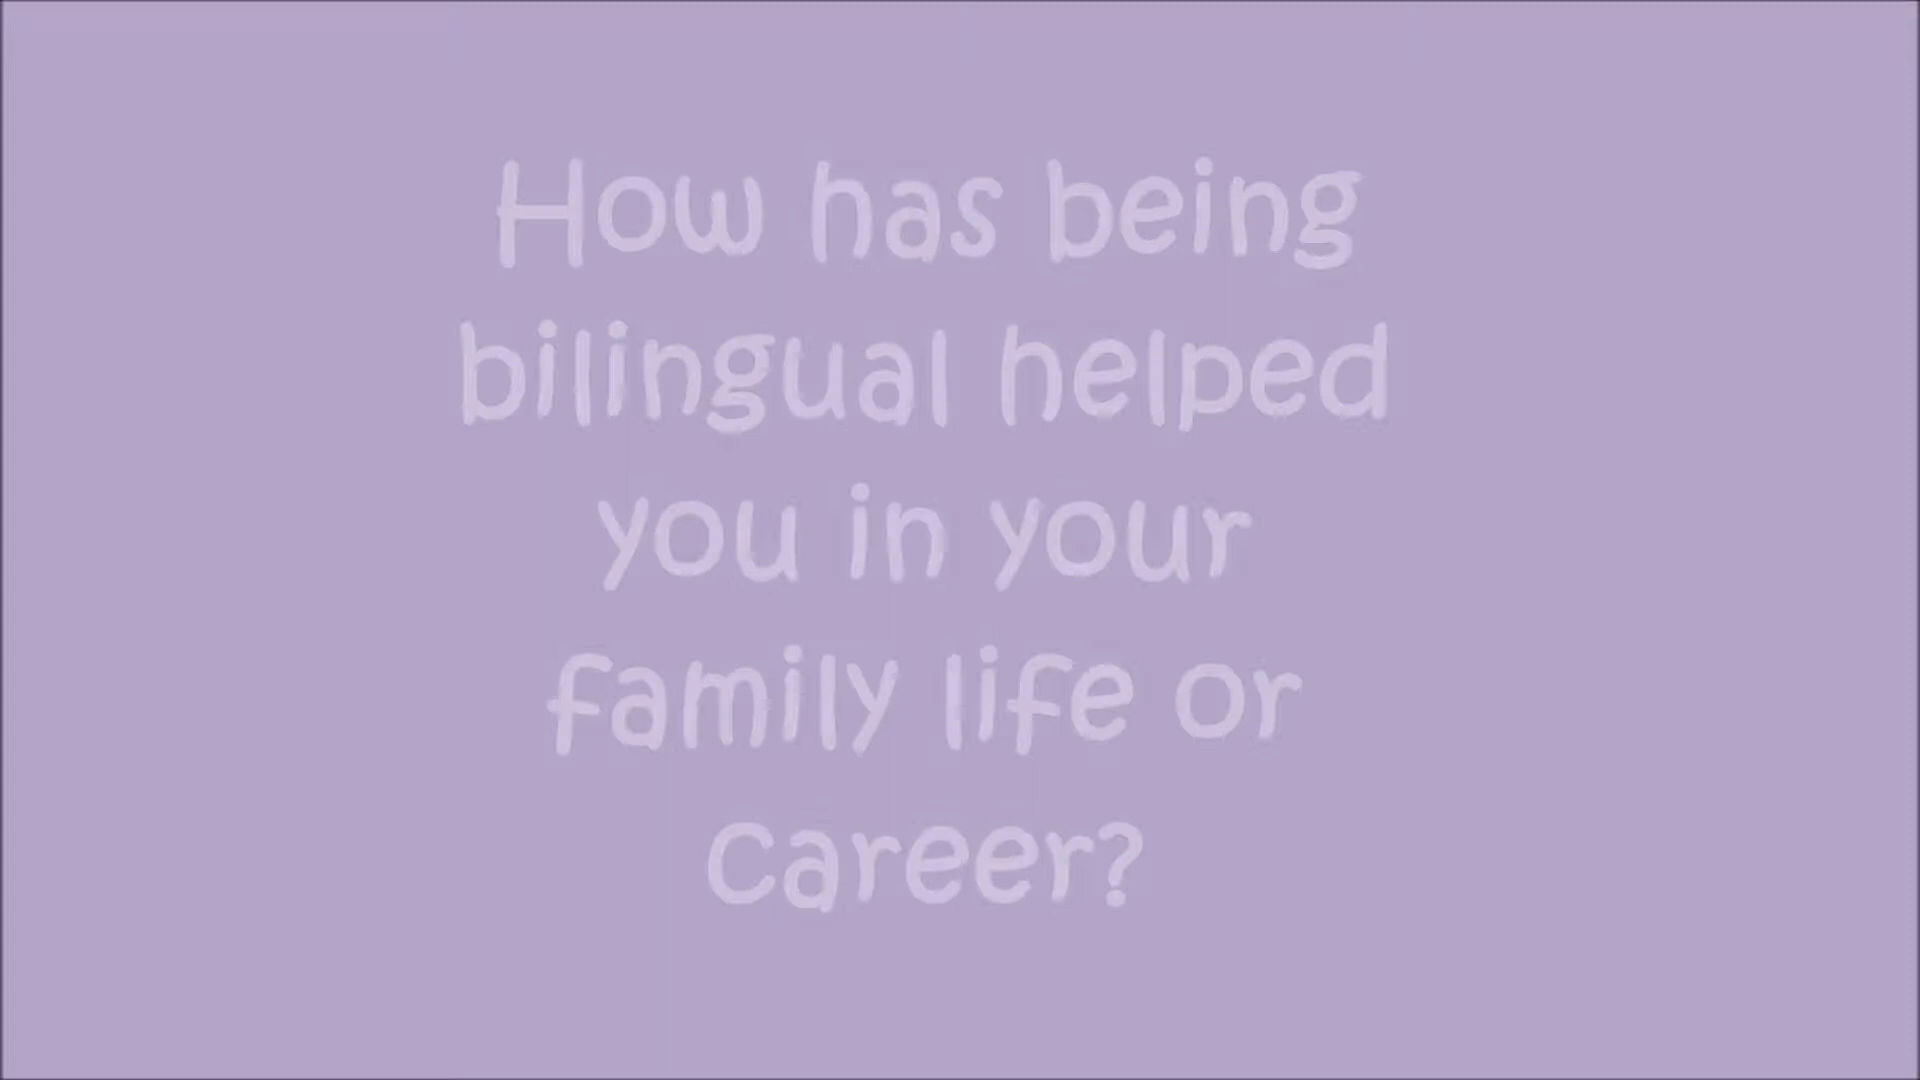 How has being
bilingual helped
you in your
family life or
Career?